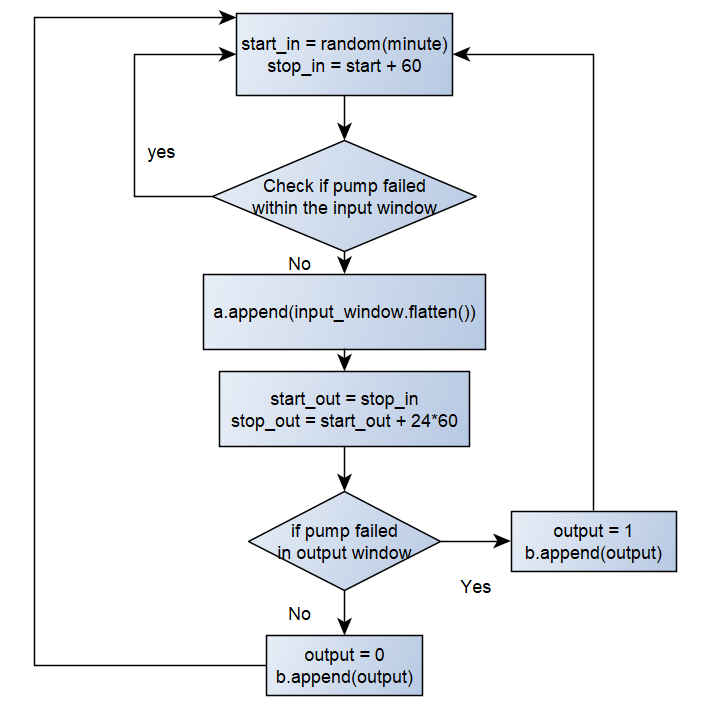 start_in = random(minute)
stop_in = start + 60
yes
Check if pump failed
within the input window
No
a.append(input_window.flatten())
start_out = stop_in
stop_out = start_out + 24*60
if pump failed
in output window
output = 1
b.append(output)
Yes
No
output = 0
b.append(output)